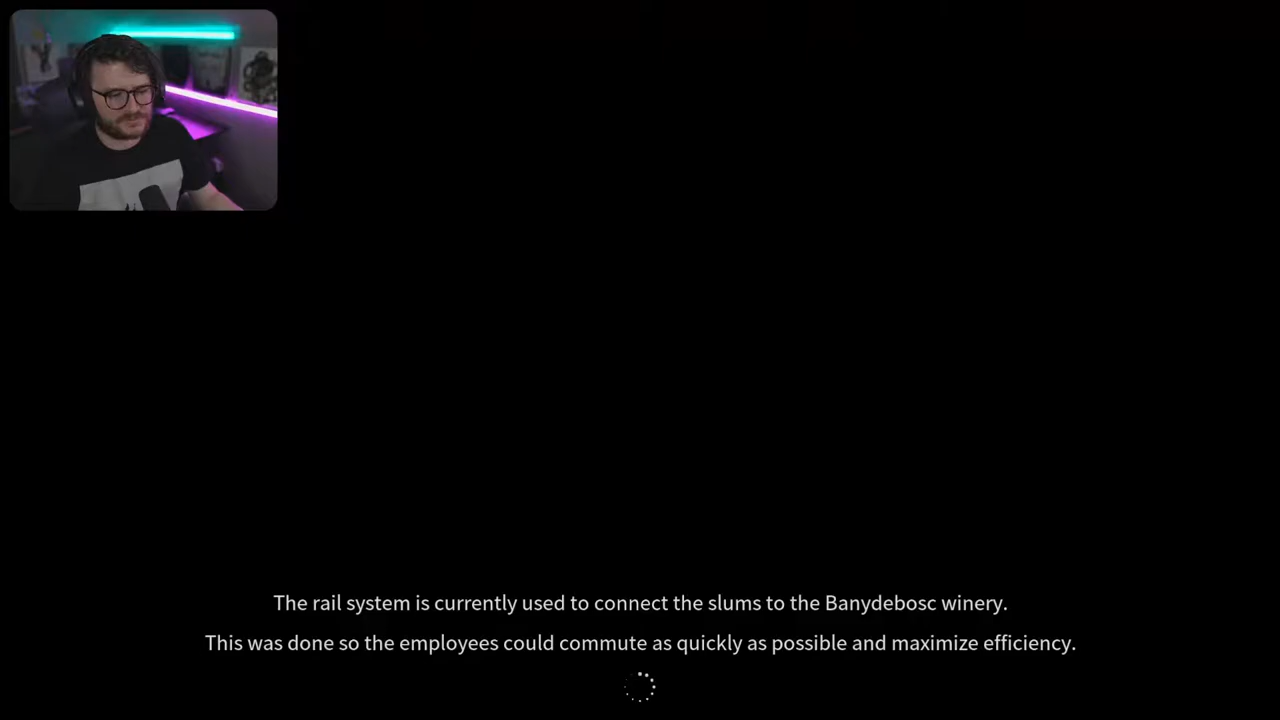 The rail system is currently used to connect the slums to the Banydebosc winery.
This was done so the employees could commute as quickly as possible and maximize efficiency.